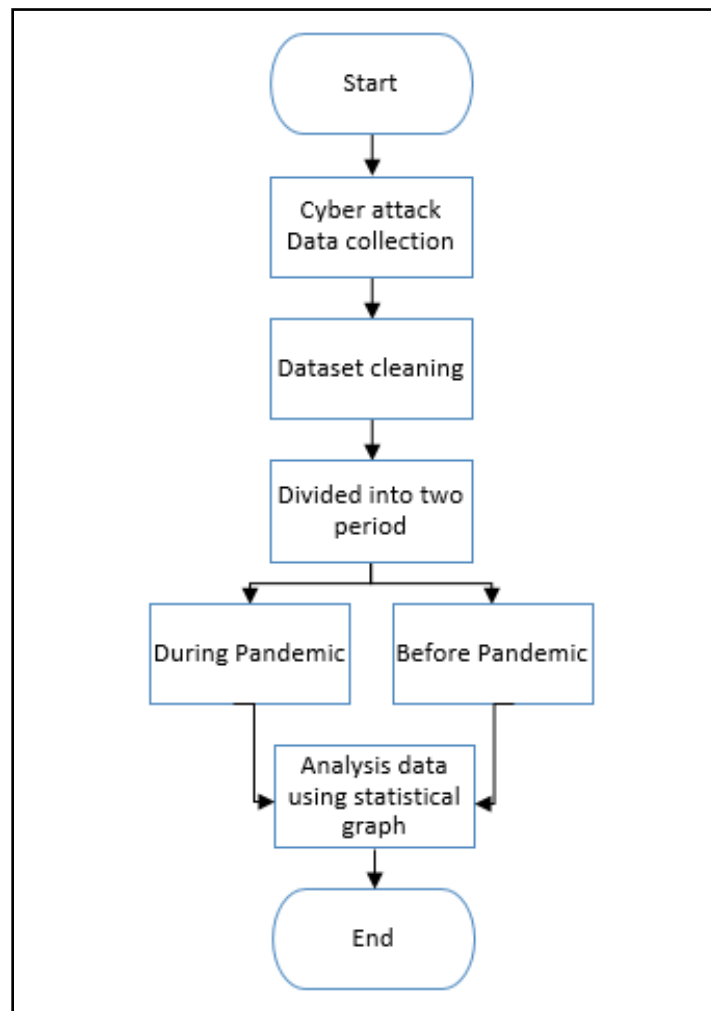 Start
Cyber attack
Data collection
Dataset cleaning
Divided into two
period
During Pandemic
Before Pandemic
Analysis data
using statistical
graph
End